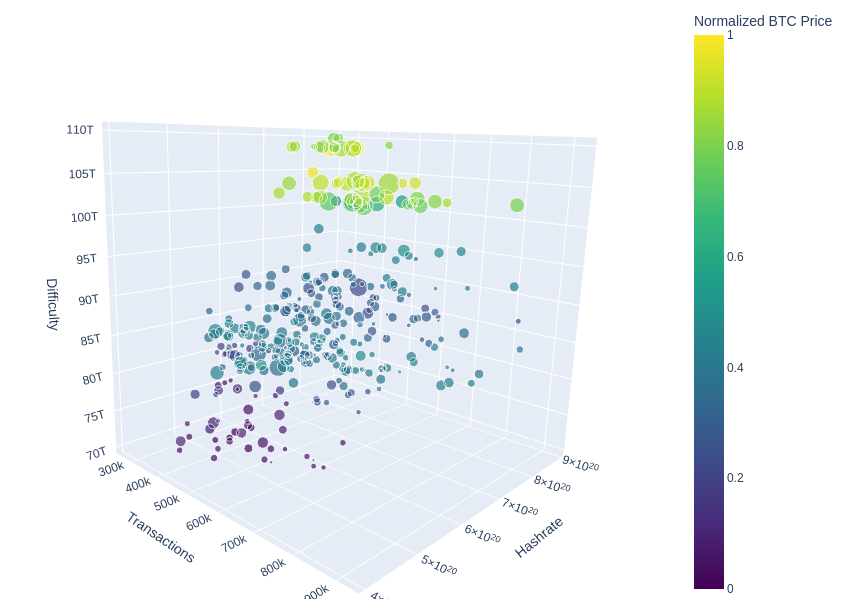 Normalized BTC Price
1
0.8
0.6
0.4
0.2
0
110T
105T
100T
95T
90T
85T
80T
75T
70T
Difficulty
300k
400k
500k
600k
700k
800k
900k
Transactions
9×10²⁰
8×10²⁰
7×10²⁰
6×10²⁰
5×10²⁰
Hashrate